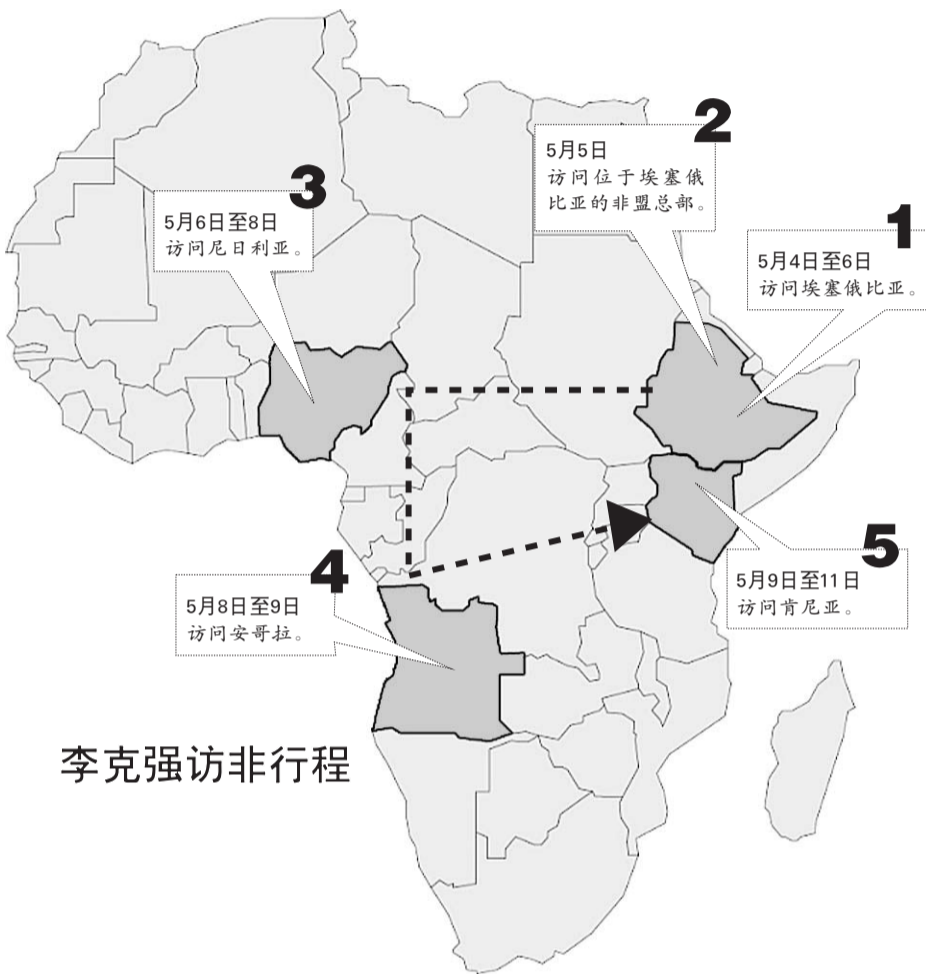 1
5月4日至6日
访问埃塞俄比亚。
2
5月5日
访问位于埃塞俄
比亚的非盟总部。
3
5月6日至8日
访问尼日利亚。
4
5月8日至9日
访问安哥拉。
5
5月9日至11日
访问肯尼亚。
李克强访非行程